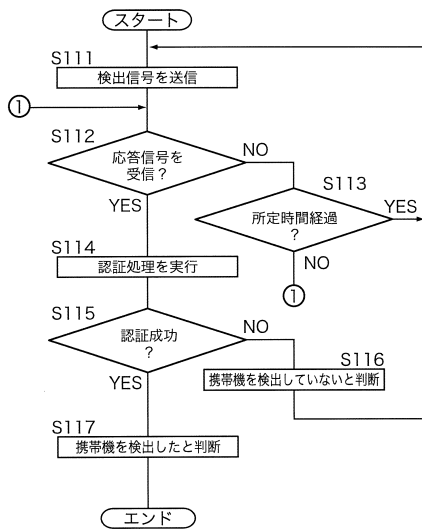 スタート
S111
検出信号を送信
1
S112
応答信号を
受信?
NO
YES
S113
所定時間経過
?
YES
NO
1
S114
認証処理を実行
S115
認証成功
?
NO
YES
S116
携帯機を検出していないと判断
S117
携帯機を検出したと判断
エンド